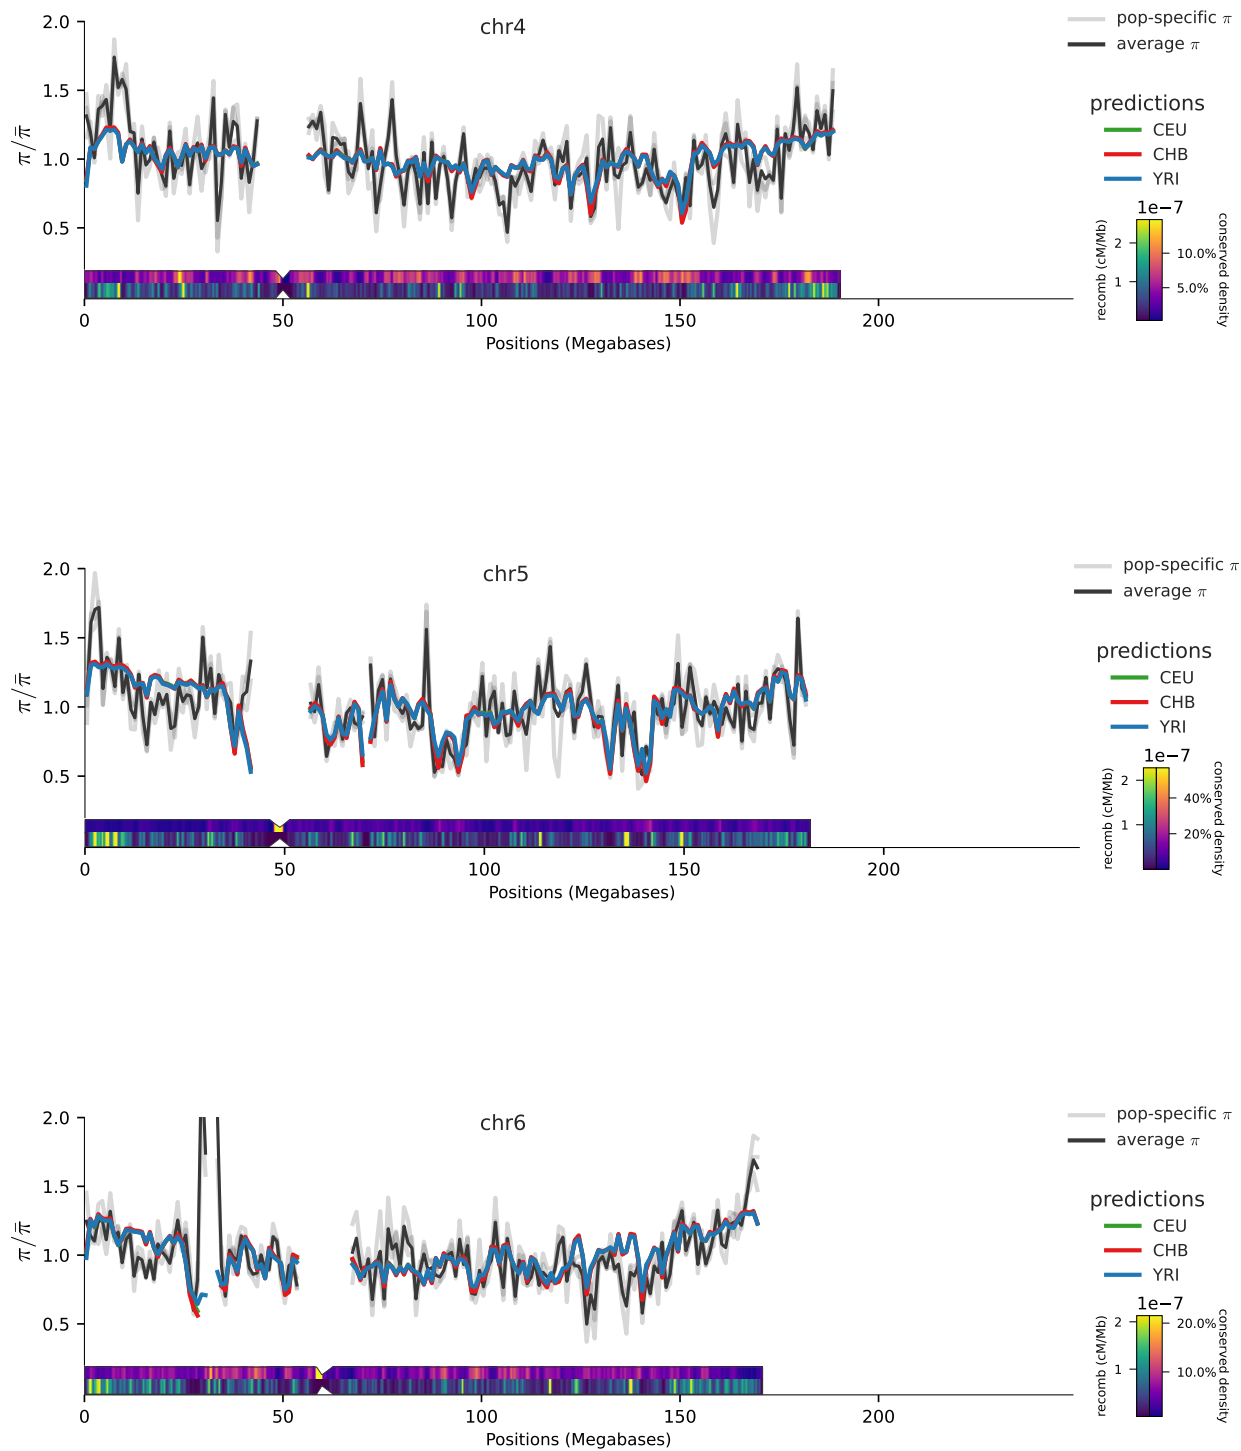 chr4
2.0
1.5
1.0
0.5
π/π̄
0
50
100
150
200
Positions (Megabases)
pop-specific π
average π
predictions
CEU
CHB
YRI
1e−7
recomb (cM/Mb)
2
1
10.0%
5.0%
conserved density
chr5
2.0
1.5
1.0
0.5
π/π̄
0
50
100
150
200
Positions (Megabases)
pop-specific π
average π
predictions
CEU
CHB
YRI
1e−7
recomb (cM/Mb)
2
1
40%
20%
conserved density
chr6
2.0
1.5
1.0
0.5
π/π̄
0
50
100
150
200
Positions (Megabases)
pop-specific π
average π
predictions
CEU
CHB
YRI
1e−7
recomb (cM/Mb)
2
1
20.0%
10.0%
conserved density